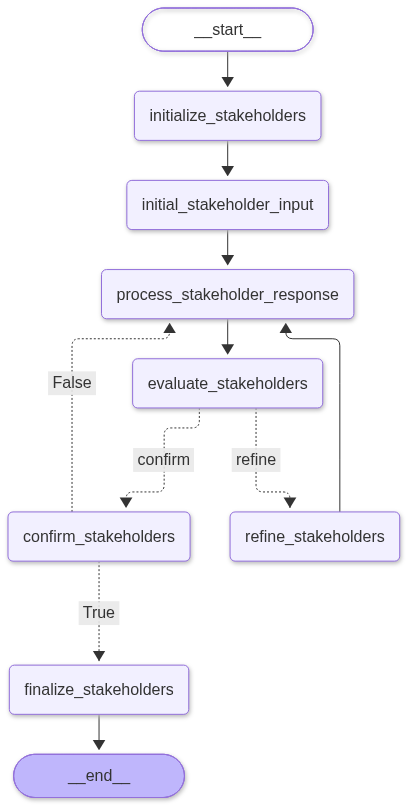 __start__
initialize_stakeholders
initial_stakeholder_input
process_stakeholder_response
evaluate_stakeholders
False
confirm
refine
confirm_stakeholders
refine_stakeholders
True
finalize_stakeholders
__end__